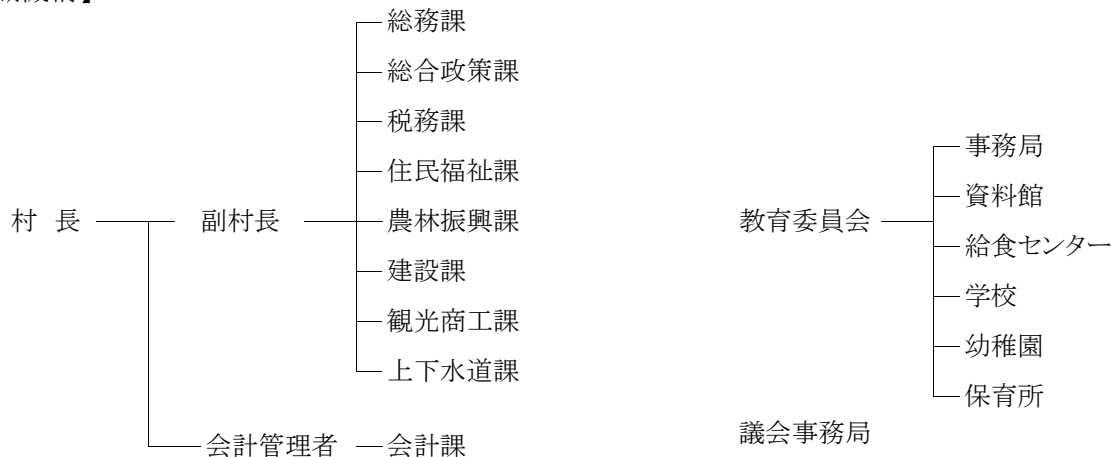 総務課
総合政策課
税務課
住民福祉課
村 長 副村長 農林振興課
建設課
観光商工課
上下水道課
会計管理者 会計課
事務局
資料館
教育委員会 給食センター
学校
幼稚園
保育所
議会事務局